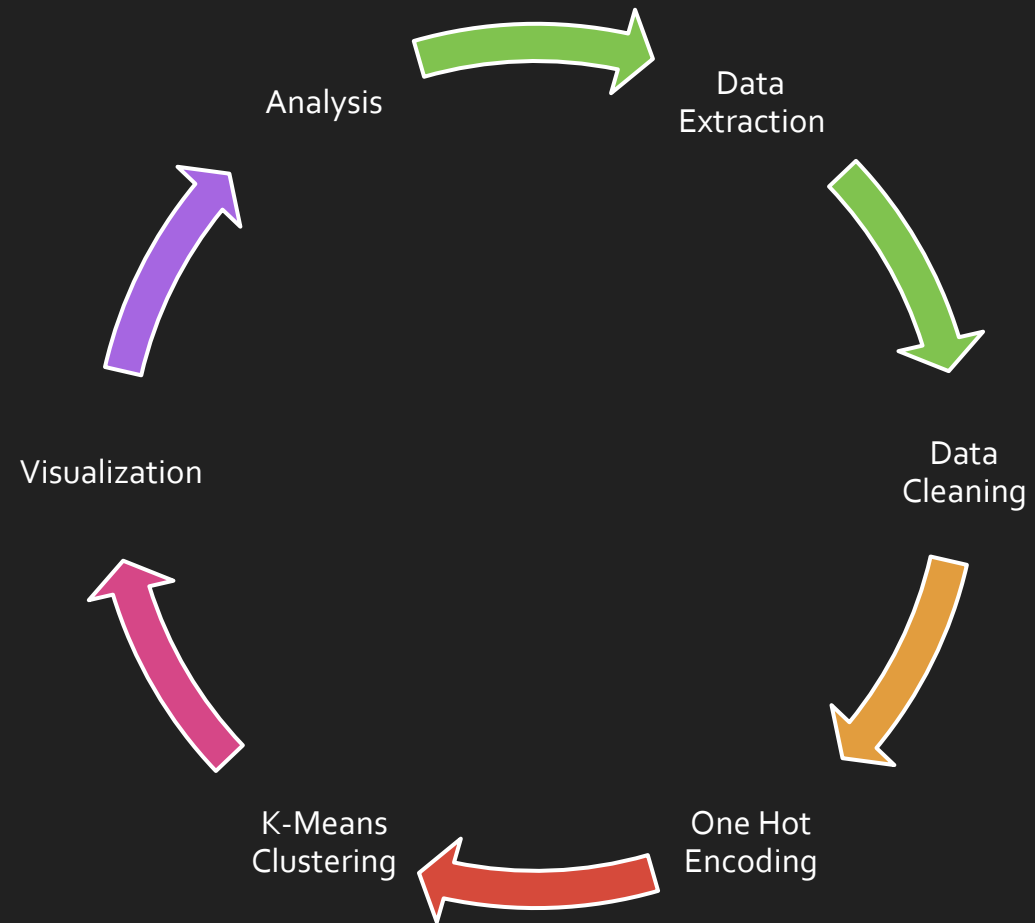 Analysis
Data
Extraction
Data
Cleaning
One Hot
Encoding
K-Means
Clustering
Visualization